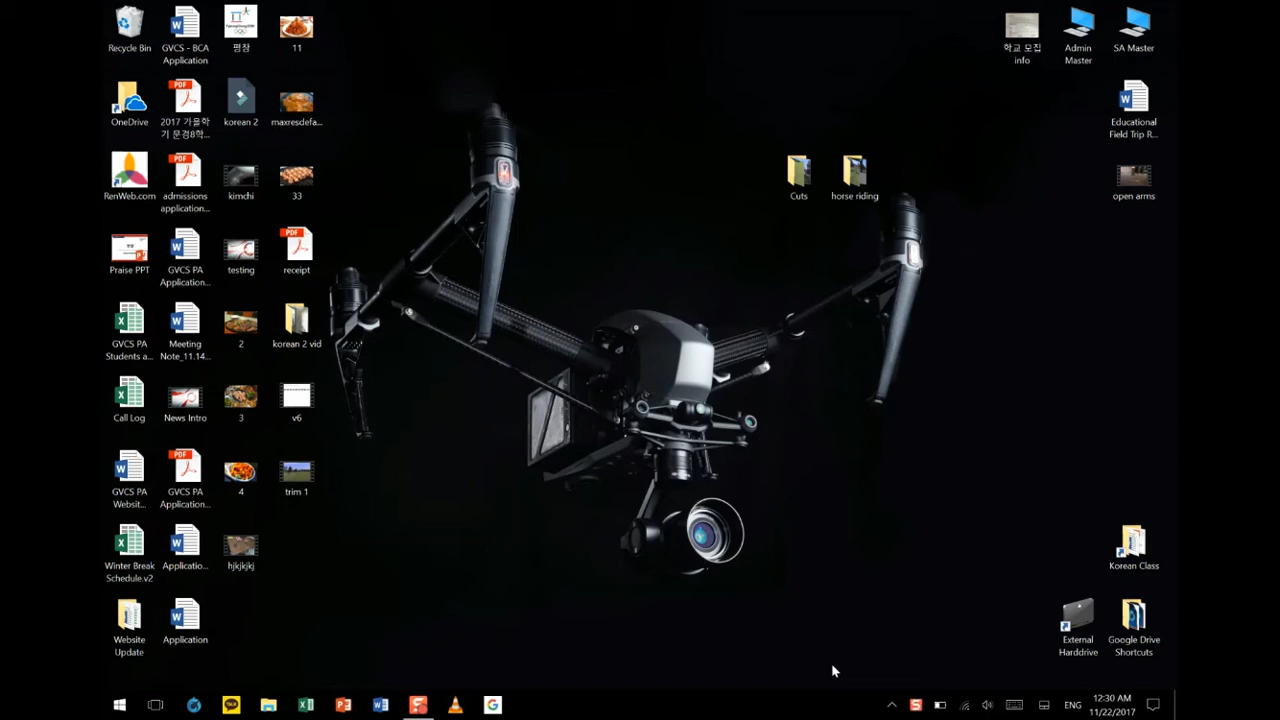 Recycle Bin
GVCS - BCA
Application
평창
11
학교 모집
info
Admin
Master
SA Master
OneDrive
PDF
2017 가을학
기 문경8학...
korean 2
maxresdefa...
Educational
Field Trip R...
RenWeb.com
PDF
admissions
application...
kimchi
33
Cuts
horse riding
open arms
Praise PPT
GVCS PA
Application...
testing
PDF
receipt
GVCS PA
Students a...
Meeting
Note_11.14...
2
korean 2 vid
Call Log
News Intro
3
v6
GVCS PA
Websit...
PDF
GVCS PA
Application...
4
trim 1
Winter Break
Schedule.v2
Applicatio...
hjkjkjkj
Korean Class
Website
Update
Application
External
Harddrive
Google Drive
Shortcuts
TALK
ENG
12:30 AM
11/22/2017